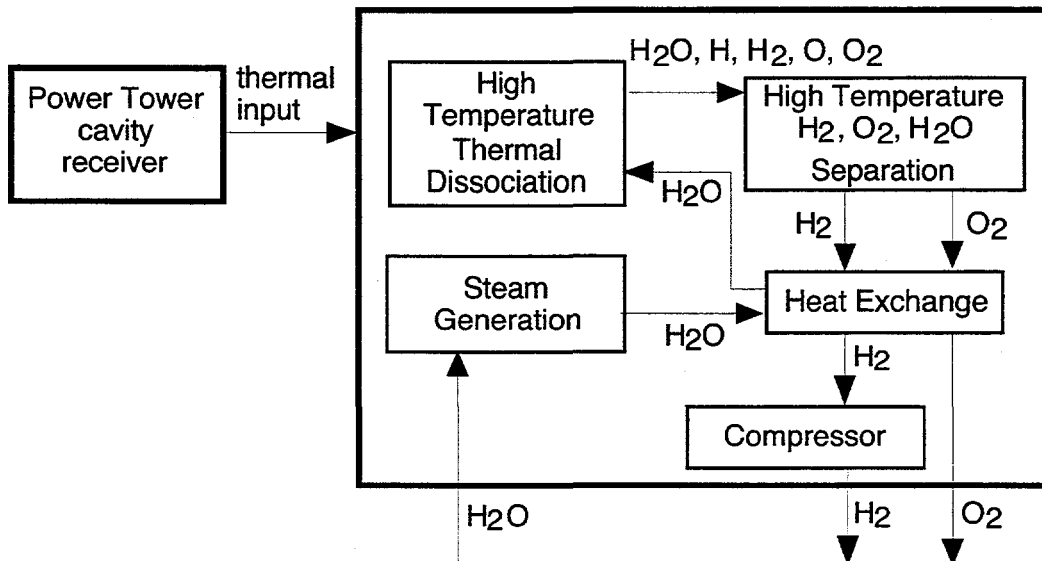 Power Tower
cavity
receiver
thermal
input
High
Temperature
Thermal
Dissociation
H2O, H, H2, O, O2
High Temperature
H2, O2, H2O
Separation
H2O
H2
O2
Steam
Generation
H2O
Heat Exchange
H2
Compressor
H2O
H2
O2